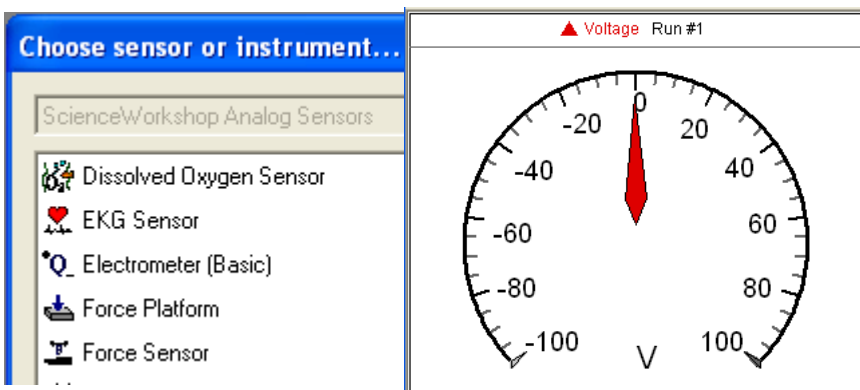 Choose sensor or instrument...
ScienceWorkshop Analog Sensors
Dissolved Oxygen Sensor
EKG Sensor
Electrometer (Basic)
Force Platform
Force Sensor
Voltage Run #1
0
-20 20
-40 40
-60 60
-80 80
-100 V 100